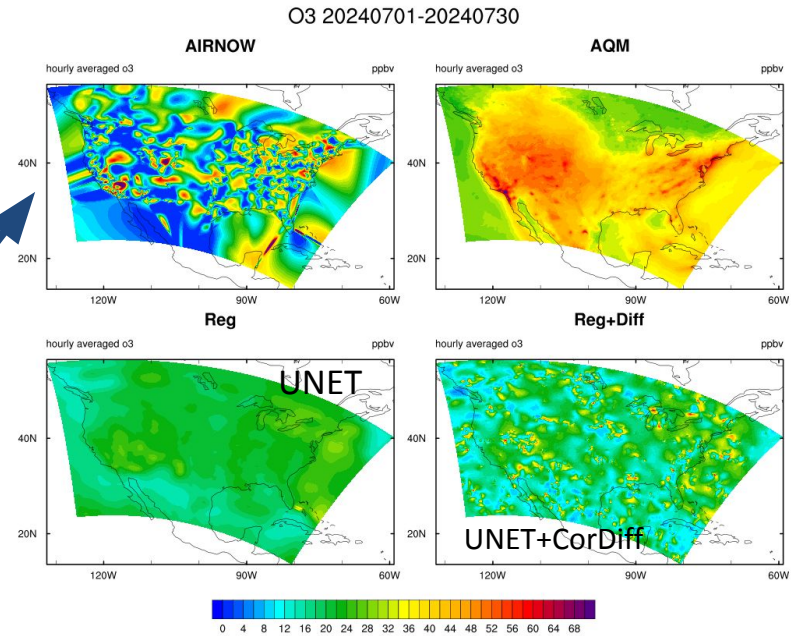 O3 20240701-20240730
AIRNOW
hourly averaged o3 ppbv
40N
20N
120W 90W 60W
AQM
hourly averaged o3 ppbv
40N
20N
120W 90W 60W
Reg
hourly averaged o3 ppbv
UNET
40N
20N
120W 90W 60W
Reg+Diff
hourly averaged o3 ppbv
40N
20N
UNET+CorDiff
120W 90W 60W
0 4 8 12 16 20 24 28 32 36 40 44 48 52 56 60 64 68